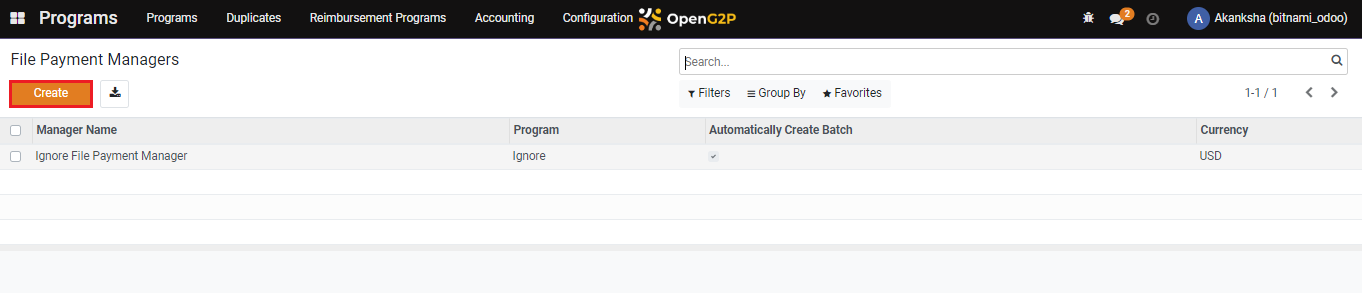 Programs Programs Duplicates Reimbursement Programs Accounting Configuration OpenG2P 2 A Akanksha (bitnami_odoo)
File Payment Managers Search...
Create Filters Group By Favorites 1-1 / 1
Manager Name Program Automatically Create Batch Currency
Ignore File Payment Manager Ignore USD